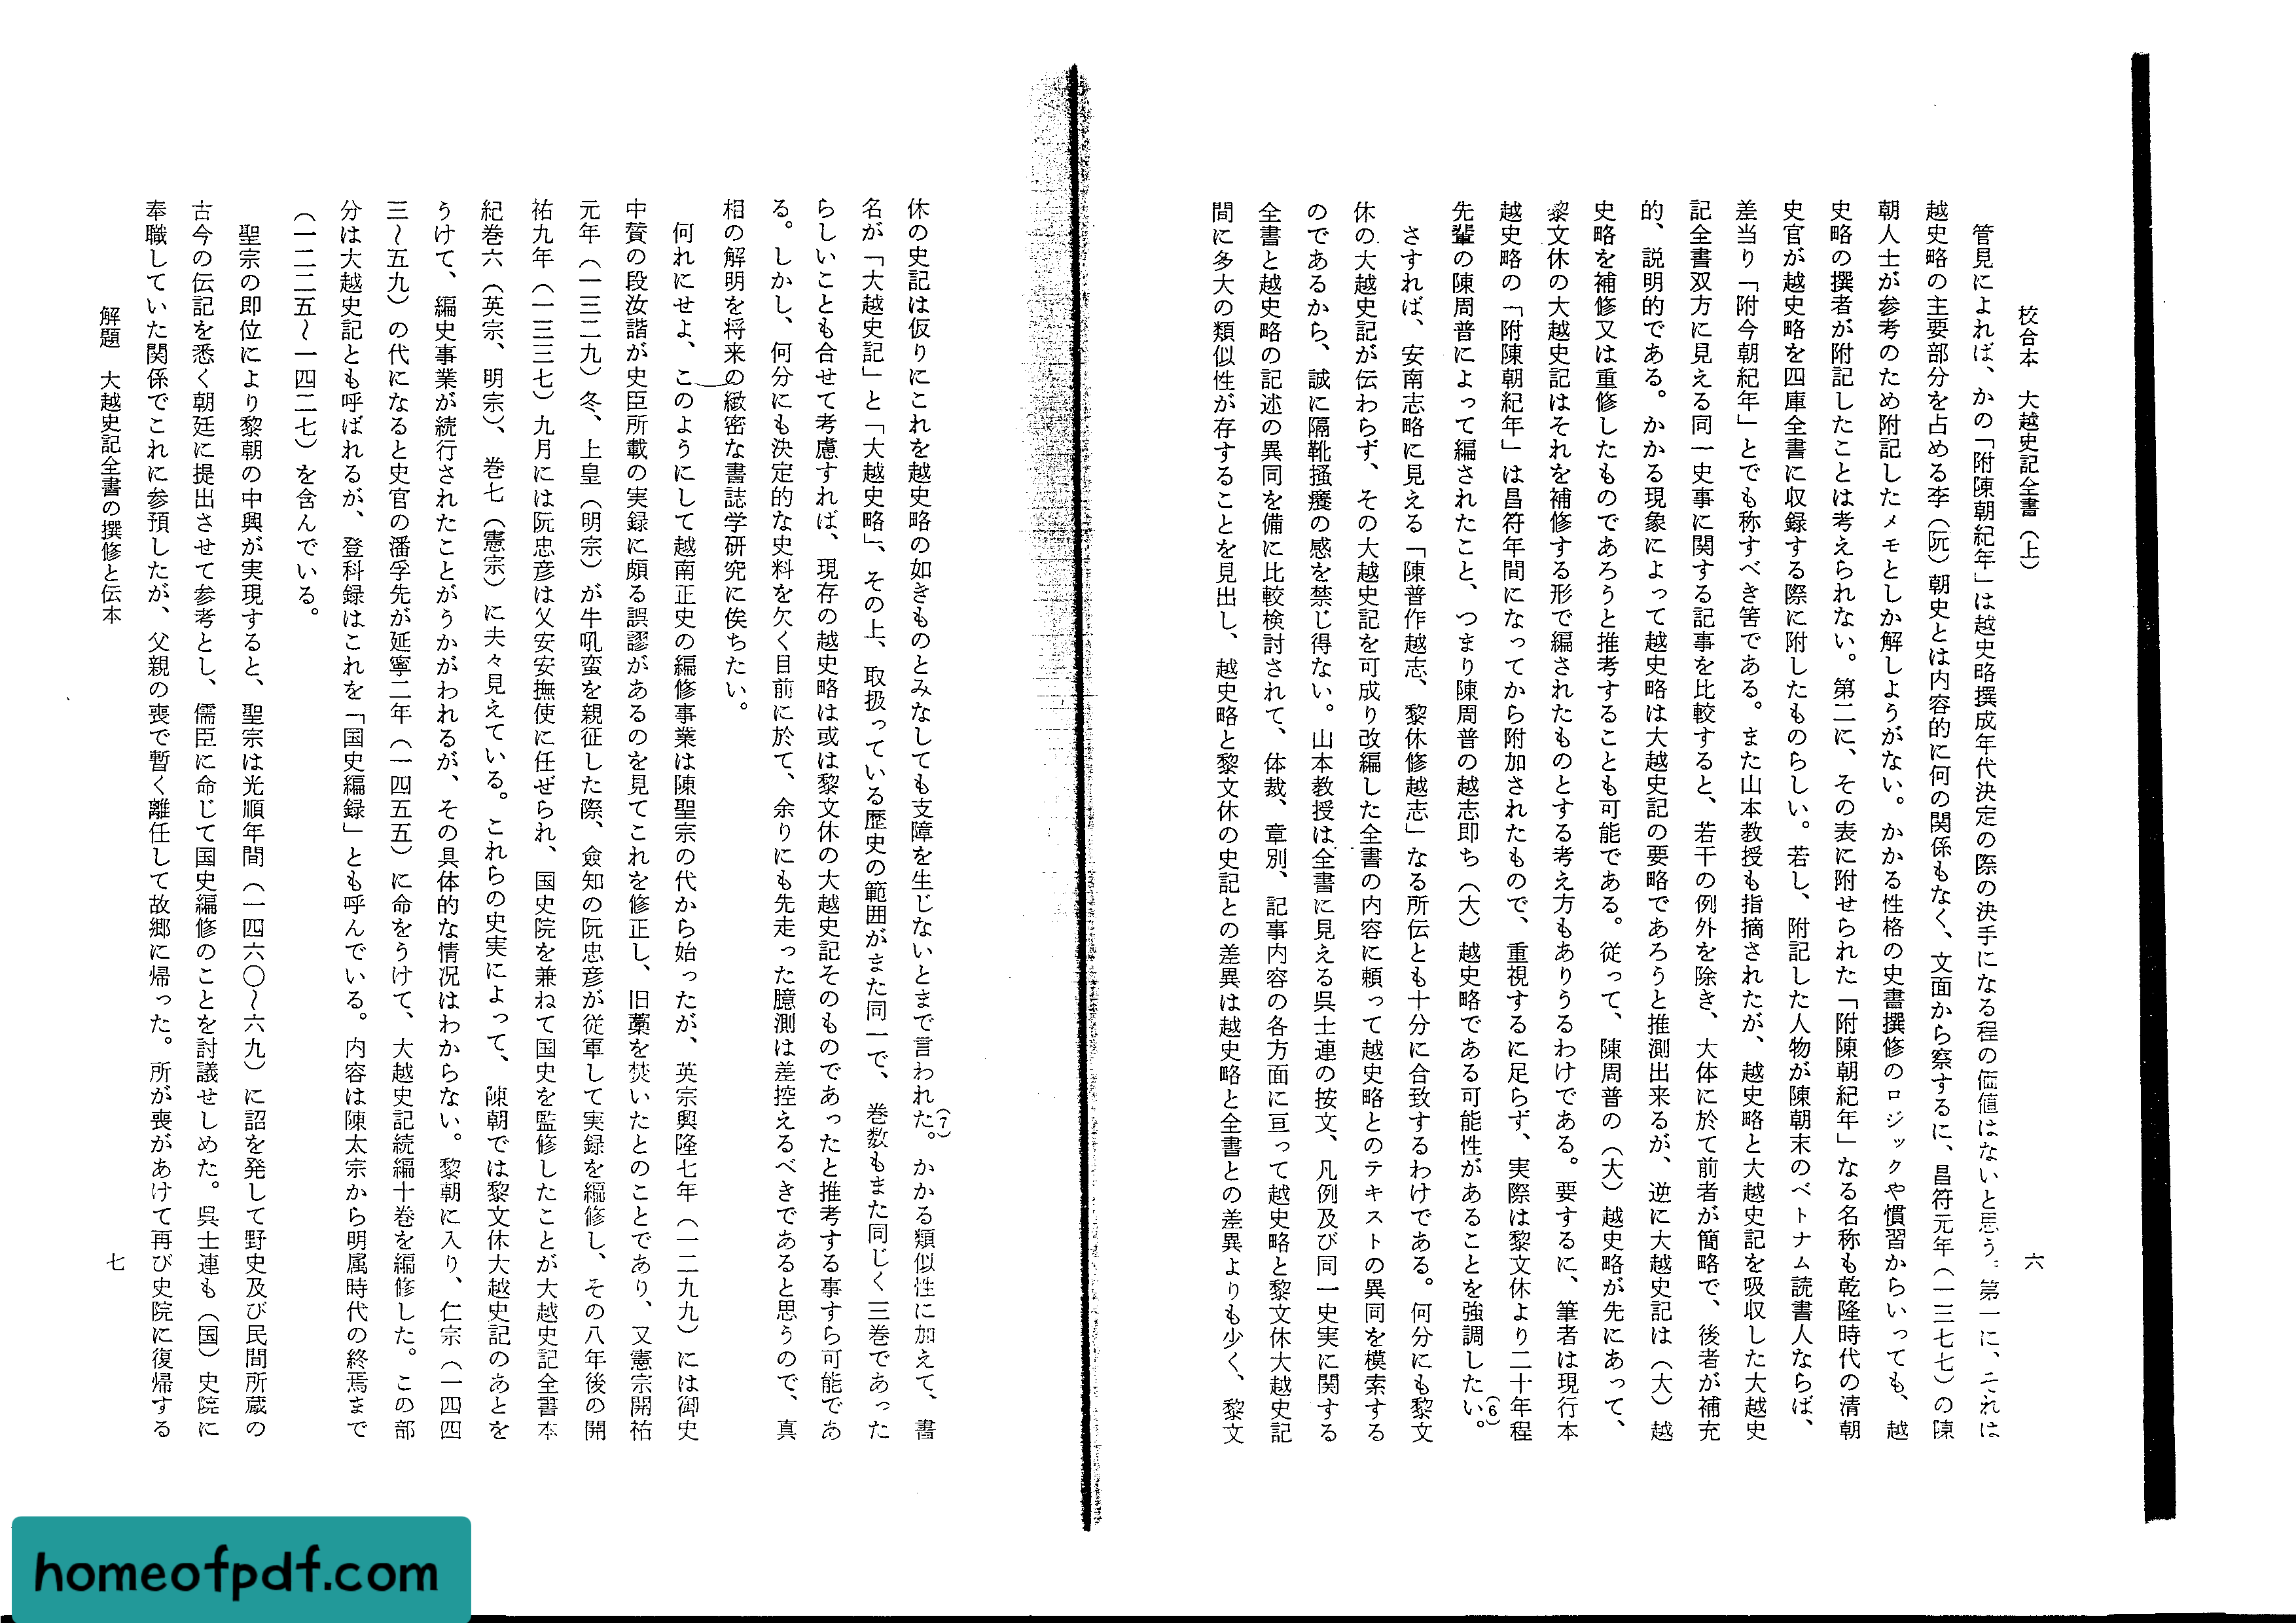 校合本　大越史記全書（上）
六
管見によれば、かの「附陳朝紀年」は越史略撰成年代決定の際の決手になる程の価値はないと思う。第一に、それは
越史略の主要部分を占める李（阮）朝史とは内容的に何の関係もなく、文面から察するに、昌符元年（一三七七）の陳
朝人士が参考のため附記したメモとしか解しようがない。かかる性格の史書撰修のロジックや慣習からいっても、越
史略の撰者が附記したことは考えられない。第二に、その表に附せられた「附陳朝紀年」なる名称も乾隆時代の清朝
史官が越史略を四庫全書に収録する際に附したものらしい。若し、附記した人物が陳朝末のベトナム読書人ならば、
差当り「附今朝紀年」とでも称すべき筈である。また山本教授も指摘されたが、越史略と大越史記を吸収した大越史
記全書双方に見える同一史事に関する記事を比較すると、若干の例外を除き、大体に於て前者が簡略で、後者が補充
的、説明的である。かかる現象によって越史略は大越史記の要略であろうと推測出来るが、逆に大越史記は（大）越
史略を補修又は重修したものであろうと推考することも可能である。従って、陳周普の（大）越史略が先にあって、
黎文休の大越史記はそれを補修する形で編されたものとする考え方もありうるわけである。要するに、筆者は現行本
越史略の「附陳朝紀年」は昌符年間になってから附加されたもので、重視するに足らず、実際は黎文休より二十年程
先輩の陳周普によって編されたこと、つまり陳周普の越志即ち（大）越史略である可能性があることを強調したい。（6）
さすれば、安南志略に見える「陳普作越志、黎休修越志」なる所伝とも十分に合致するわけである。何分にも黎文
休の大越史記が伝わらず、その大越史記を可成り改編した全書の内容に頼って越史略とのテキストの異同を模索する
のであるから、誠に隔靴搔癢の感を禁じ得ない。山本教授は全書に見える呉士連の按文、凡例及び同一史実に関する
全書と越史略の記述の異同を備に比較検討されて、体裁、章別、記事内容の各方面に亘って越史略と黎文休大越史記
間に多大の類似性が存することを見出し、越史略と黎文休の史記との差異は越史略と全書との差異よりも少く、黎文
休の史記は仮りにこれを越史略の如きものとみなしても支障を生じないとまで言われた。（7）かかる類似性に加えて、書
名が「大越史記」と「大越史略」、その上、取扱っている歴史の範囲がまた同一で、巻数もまた同じく三巻であった
らしいことも合せて考慮すれば、現存の越史略は或は黎文休の大越史記そのものであったと推考する事すら可能であ
る。しかし、何分にも決定的な史料を欠く目前に於て、余りにも先走った臆測は差控えるべきであると思うので、真
相の解明を将来の緻密な書誌学研究に俟ちたい。
何れにせよ、このようにして越南正史の編修事業は陳聖宗の代から始ったが、英宗興隆七年（一二九九）には御史
中賛の段汝諧が史臣所載の実録に頗る誤謬があるのを見てこれを修正し、旧藁を焚いたとのことであり、又憲宗開祐
元年（一三二九）冬、上皇（明宗）が牛吼蛮を親征した際、僉知の阮忠彦が従軍して実録を編修し、その八年後の開
祐九年（一三三七）九月には阮忠彦は乂安安撫使に任ぜられ、国史院を兼ねて国史を監修したことが大越史記全書本
紀巻六（英宗、明宗）、巻七（憲宗）に夫々見えている。これらの史実によって、陳朝では黎文休大越史記のあとを
うけて、編史事業が続行されたことがうかがわれるが、その具体的な情況はわからない。黎朝に入り、仁宗（一四四
三〜五九）の代になると史官の潘孚先が延寧二年（一四五五）に命をうけて、大越史記続編十巻を編修した。この部
分は大越史記とも呼ばれるが、登科録はこれを「国史編録」とも呼んでいる。内容は陳太宗から明属時代の終焉まで
（一二二五〜一四二七）を含んでいる。
聖宗の即位により黎朝の中興が実現すると、聖宗は光順年間（一四六〇〜六九）に詔を発して野史及び民間所蔵の
古今の伝記を悉く朝廷に提出させて参考とし、儒臣に命じて国史編修のことを討議せしめた。呉士連も（国）史院に
奉職していた関係でこれに参預したが、父親の喪で暫く離任して故郷に帰った。所が喪があけて再び史院に復帰する
解題　大越史記全書の撰修と伝本
七
homeofpdf.com